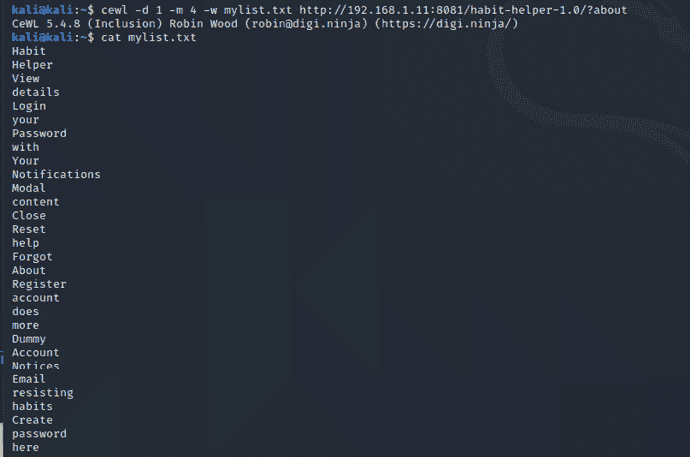 kali@kali:~$ cewl -d 1 -m 4 -w mylist.txt http://192.168.1.11:8081/habit-helper-1.0/?about
CeWL 5.4.8 (Inclusion) Robin Wood (robin@digi.ninja) (https://digi.ninja/)
kali@kali:~$ cat mylist.txt
Habit
Helper
View
details
Login
your
Password
with
Your
Notifications
Modal
content
Close
Reset
help
Forgot
About
Register
account
does
more
Dummy
Account
Notices
Email
resisting
habits
Create
password
here